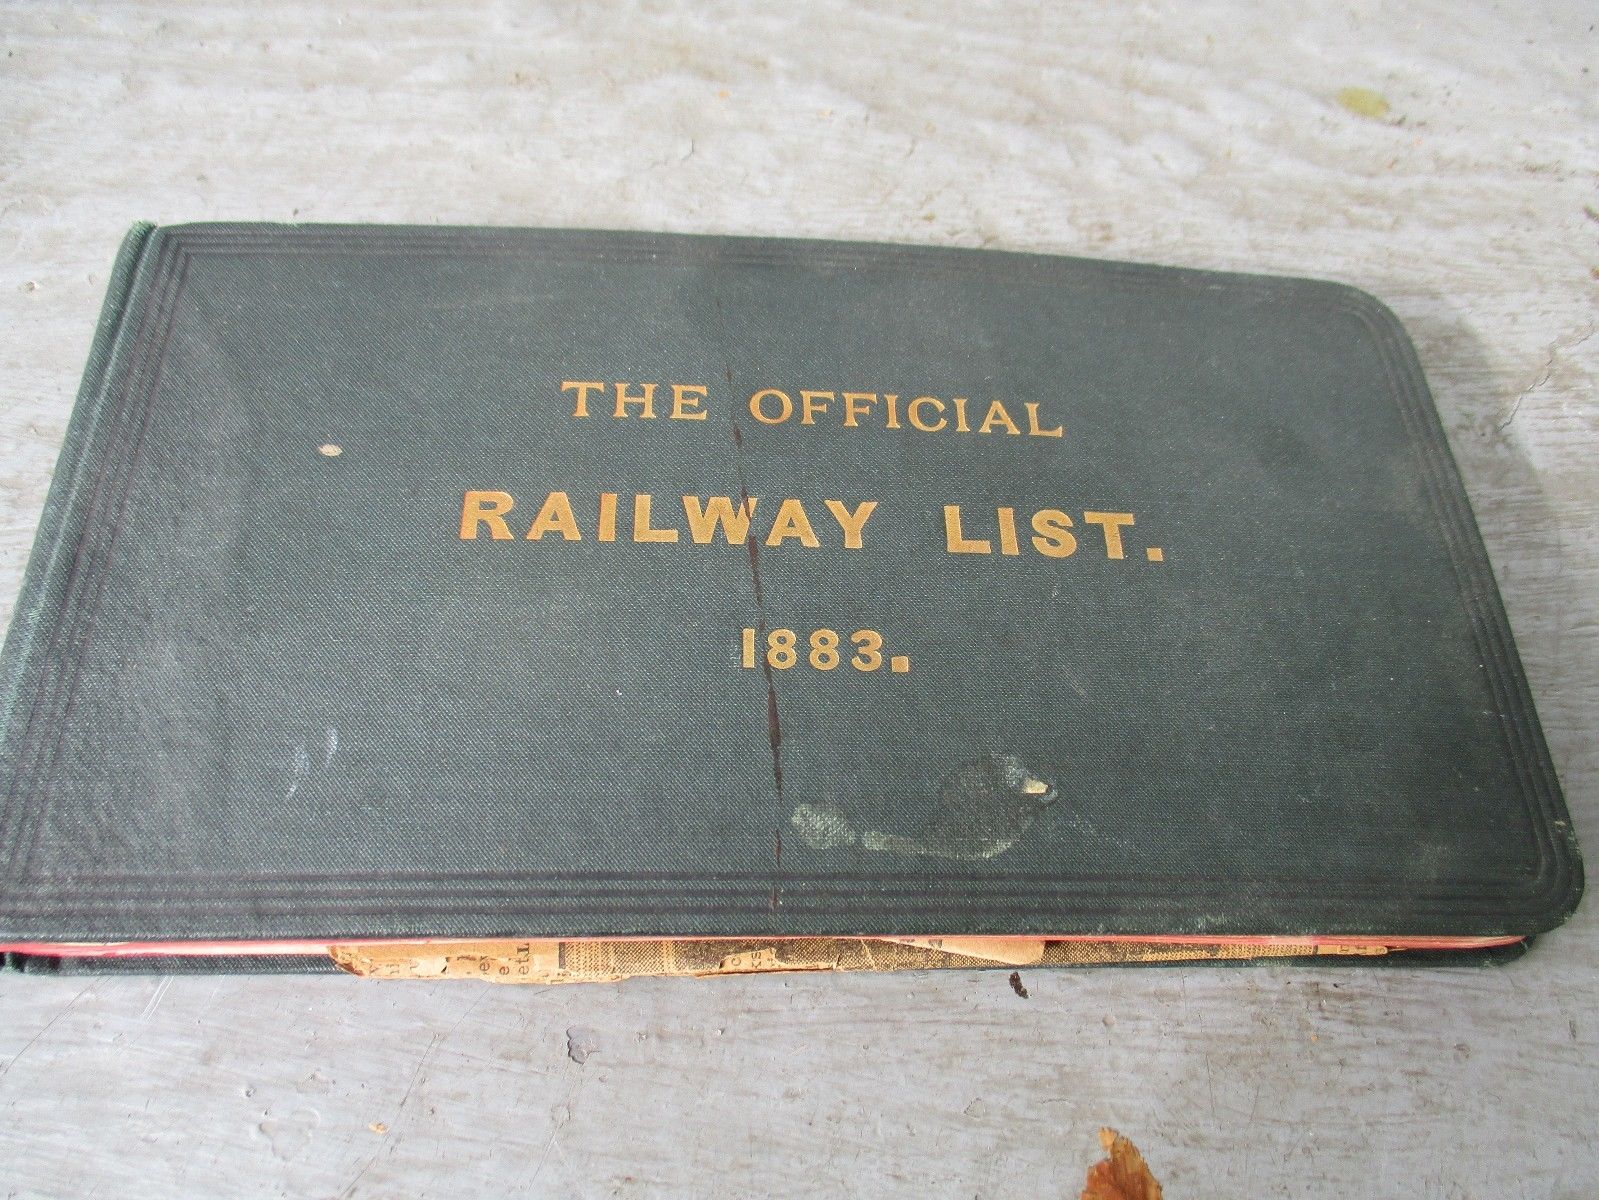 THE OFFICIAL
RAILWAY LIST.
1883.